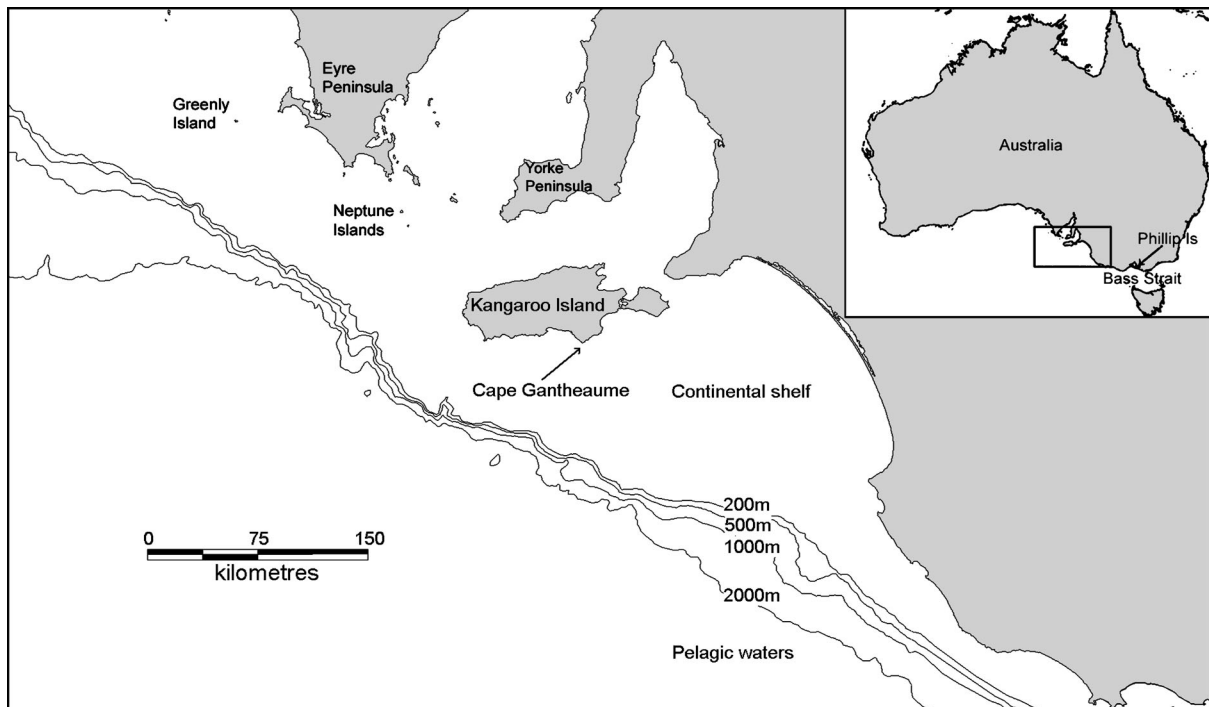 Eyre
Peninsula
Greenly
Island
Yorke
Peninsula
Neptune
Islands
Kangaroo Island
Cape Gantheaume
Continental shelf
200m
500m
1000m
2000m
0 75 150
kilometres
Pelagic waters
Australia
Phillip Is
Bass Strait